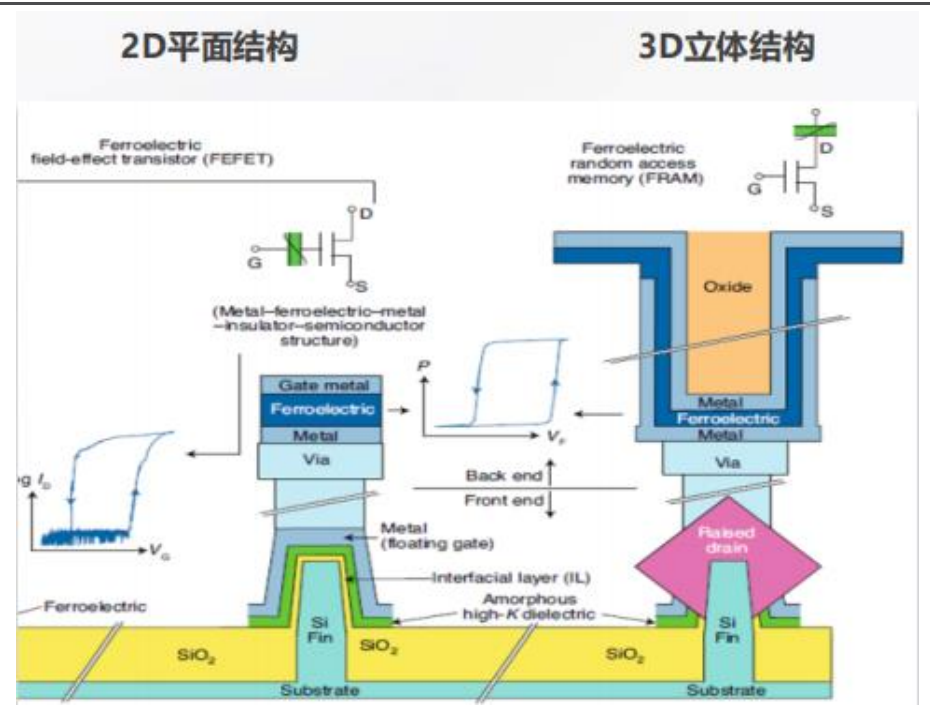 2D平面结构
3D立体结构
Ferroelectric
field-effect transistor (FEFET)
D
G
S
(Metal–ferroelectric–metal
–insulator–semiconductor
structure)
Ferroelectric
random access
memory (FRAM)
D
G
S
Oxide
Gate metal
Ferroelectric
Metal
Via
P
V_F
Metal
Ferroelectric
Metal
Via
Back end
Front end
g I_D
V_G
Metal
(floating gate)
Raised
drain
Interfacial layer (IL)
Amorphous
high-K dielectric
Ferroelectric
Si
Fin
Si
Fin
SiO₂
SiO₂
SiO₂
Substrate
Substrate